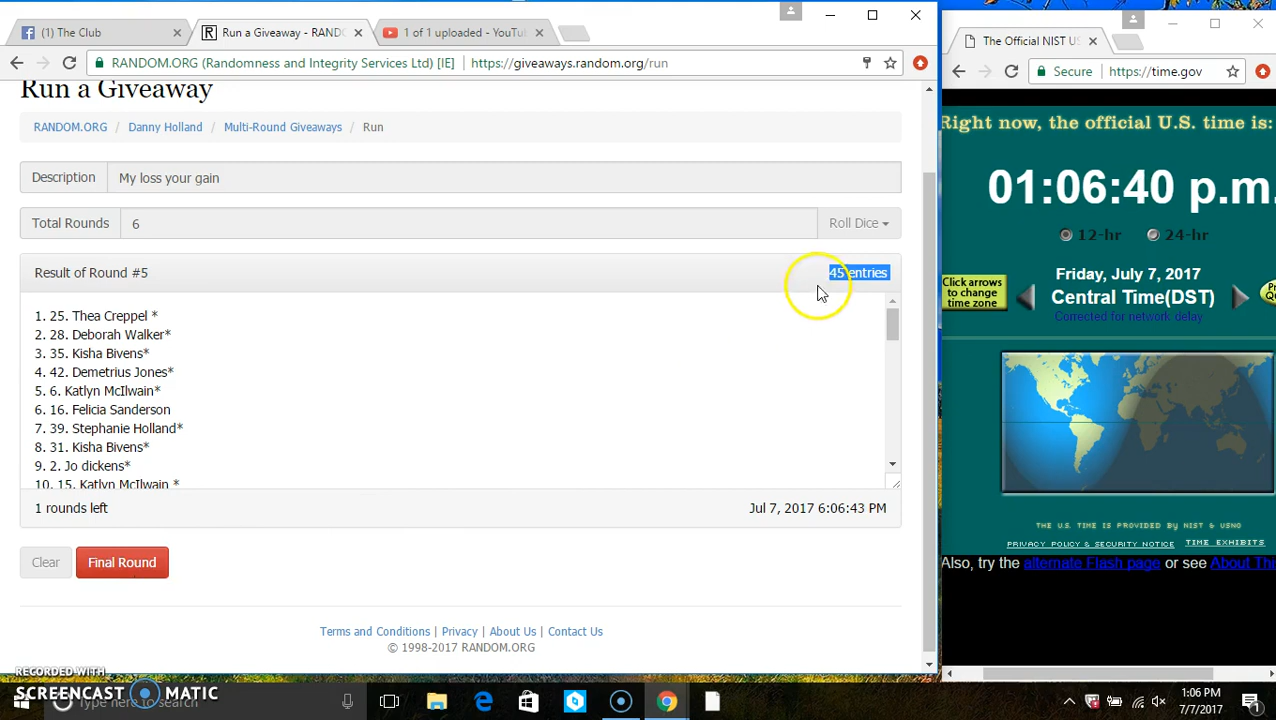 (1) The Club
Run a Giveaway - RAND
1 of 1 uploaded - YouTu
The Official NIST US
RANDOM.ORG (Randomness and Integrity Services Ltd) [IE]
https://giveaways.random.org/run
Secure
https://time.gov
Run a Giveaway
RANDOM.ORG / Danny Holland / Multi-Round Giveaways / Run
Description
My loss your gain
Total Rounds
6
Roll Dice
Result of Round #5
45 entries
1. 25. Thea Creppel *
2. 28. Deborah Walker*
3. 35. Kisha Bivens*
4. 42. Demetrius Jones*
5. 6. Katlyn McIlwain*
6. 16. Felicia Sanderson
7. 39. Stephanie Holland*
8. 31. Kisha Bivens*
9. 2. Jo dickens*
10. 15. Katlyn McIlwain *
1 rounds left
Jul 7, 2017 6:06:43 PM
Clear
Final Round
Terms and Conditions | Privacy | About Us | Contact Us
© 1998-2017 RANDOM.ORG
Right now, the official U.S. time is:
01:06:40 p.m.
12-hr
24-hr
Click arrows
to change
time zone
Friday, July 7, 2017
Central Time(DST)
Corrected for network delay
THE U.S. TIME IS PROVIDED BY NIST & USNO
PRIVACY POLICY & SECURITY NOTICE
TIME EXHIBITS
Also, try the alternate Flash page or see About Thi
RECORDED WITH
SCREENCAST MATIC
Type here to search
1:06 PM
7/7/2017
1